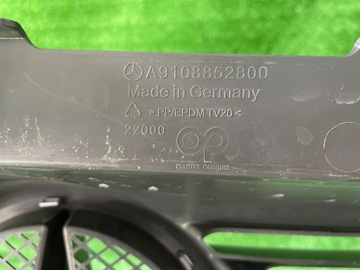 A9108852800
Made in Germany
> PP/EPDM TV20 <
22000